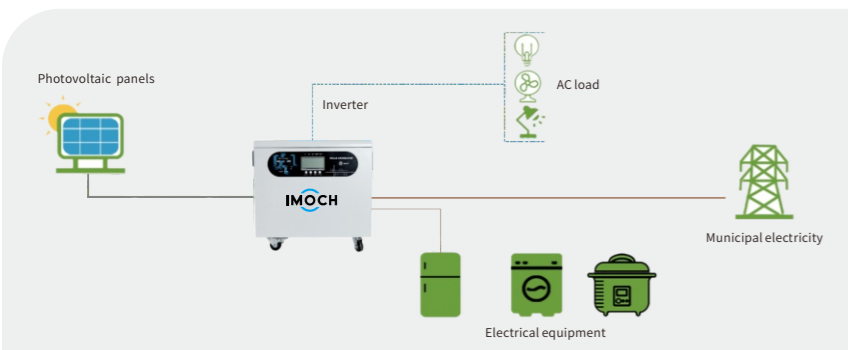 Photovoltaic panels
Inverter
AC load
IMOCH
Municipal electricity
Electrical equipment